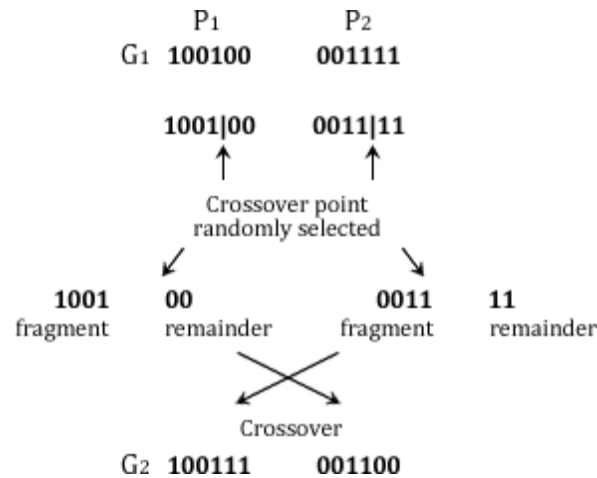 P1 P2
G1 100100 001111
1001|00 0011|11
Crossover point
randomly selected
1001 00 0011 11
fragment remainder fragment remainder
Crossover
G2 100111 001100